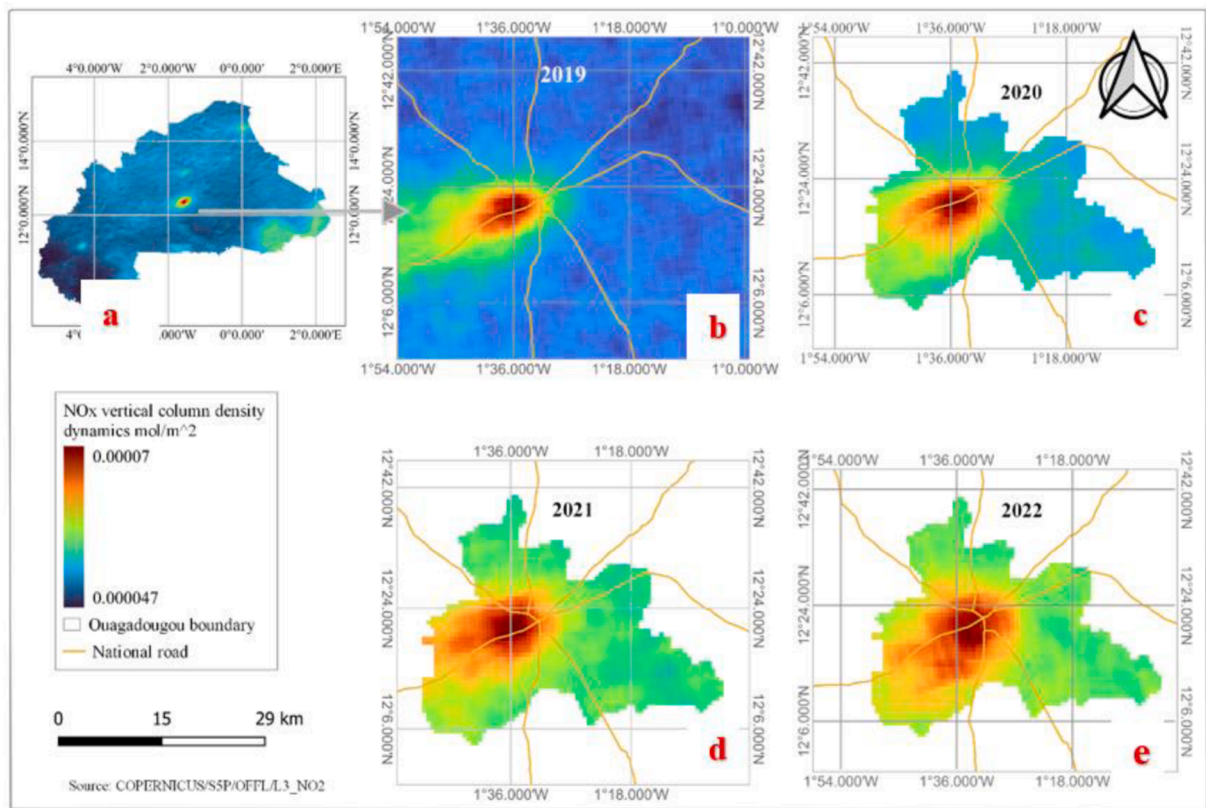 1°54.000'W 1°36.000'W 1°18.000'W 1°0.000'W
1°54.000'W 1°36.000'W 1°18.000'W
4°0.000'W 2°0.000'W 0°0.000' 2°0.000'E
14°0.000'N
12°0.000'N
14°0.000'N
12°0.000'N
a
0°0.000' 2°0.000'E
2019
12°42.000'N
12°24.000'N
12°6.000'N
12°42.000'N
12°24.000'N
12°6.000'N
b
1°54.000'W 1°36.000'W 1°18.000'W 1°0.000'W
2020
12°42.000'N
12°24.000'N
12°6.000'N
12°42.000'N
12°24.000'N
12°6.000'N
c
1°54.000'W 1°36.000'W 1°18.000'W
NOx vertical column density
dynamics mol/m^2
0.00007
0.000047
Ouagadougou boundary
National road
0 15 29 km
Source: COPERNICUS/S5P/OFFL/L3_NO2
1°36.000'W 1°18.000'W
2021
12°42.000'N
12°24.000'N
12°6.000'N
d
1°36.000'W 1°18.000'W
1°54.000'W 1°36.000'W 1°18.000'W
2022
12°42.000'N
12°24.000'N
12°6.000'N
12°42.000'N
12°24.000'N
12°6.000'N
e
1°54.000'W 1°36.000'W 1°18.000'W